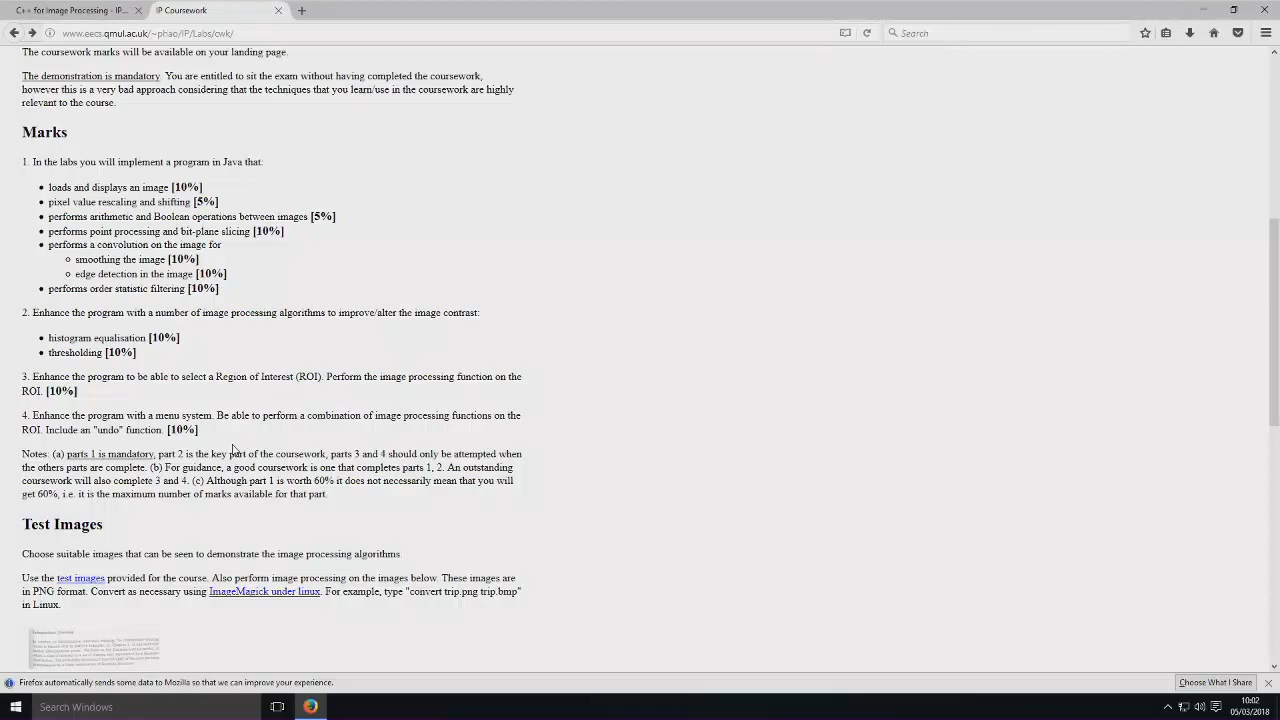 C++ for Image Processing - IP...
IP Coursework
www.eecs.qmul.ac.uk/~phao/IP/Labs/cwk/
Search
The coursework marks will be available on your landing page.
The demonstration is mandatory. You are entitled to sit the exam without having completed the coursework,
however this is a very bad approach considering that the techniques that you learn/use in the coursework are highly
relevant to the course.
Marks
1. In the labs you will implement a program in Java that:
• loads and displays an image [10%]
• pixel value rescaling and shifting [5%]
• performs arithmetic and Boolean operations between images [5%]
• performs point processing and bit-plane slicing [10%]
• performs a convolution on the image for
○ smoothing the image [10%]
○ edge detection in the image [10%]
• performs order statistic filtering [10%]
2. Enhance the program with a number of image processing algorithms to improve/alter the image contrast:
• histogram equalisation [10%]
• thresholding [10%]
3. Enhance the program to be able to select a Region of Interest (ROI). Perform the image processing function on the
ROI. [10%]
4. Enhance the program with a menu system. Be able to perform a combination of image processing functions on the
ROI. Include an "undo" function. [10%]
Notes: (a) parts 1 is mandatory, part 2 is the key part of the coursework, parts 3 and 4 should only be attempted when
the others parts are complete. (b) For guidance, a good coursework is one that completes parts 1, 2. An outstanding
coursework will also complete 3 and 4. (c) Although part 1 is worth 60% it does not necessarily mean that you will
get 60%, i.e. it is the maximum number of marks available for that part.
Test Images
Choose suitable images that can be seen to demonstrate the image processing algorithms.
Use the test images provided for the course. Also perform image processing on the images below. These images are
in PNG format. Convert as necessary using ImageMagick under linux. For example, type "convert trip.png trip.bmp"
in Linux.
Firefox automatically sends some data to Mozilla so that we can improve your experience.
Choose What I Share
Search Windows
10:02
05/03/2018